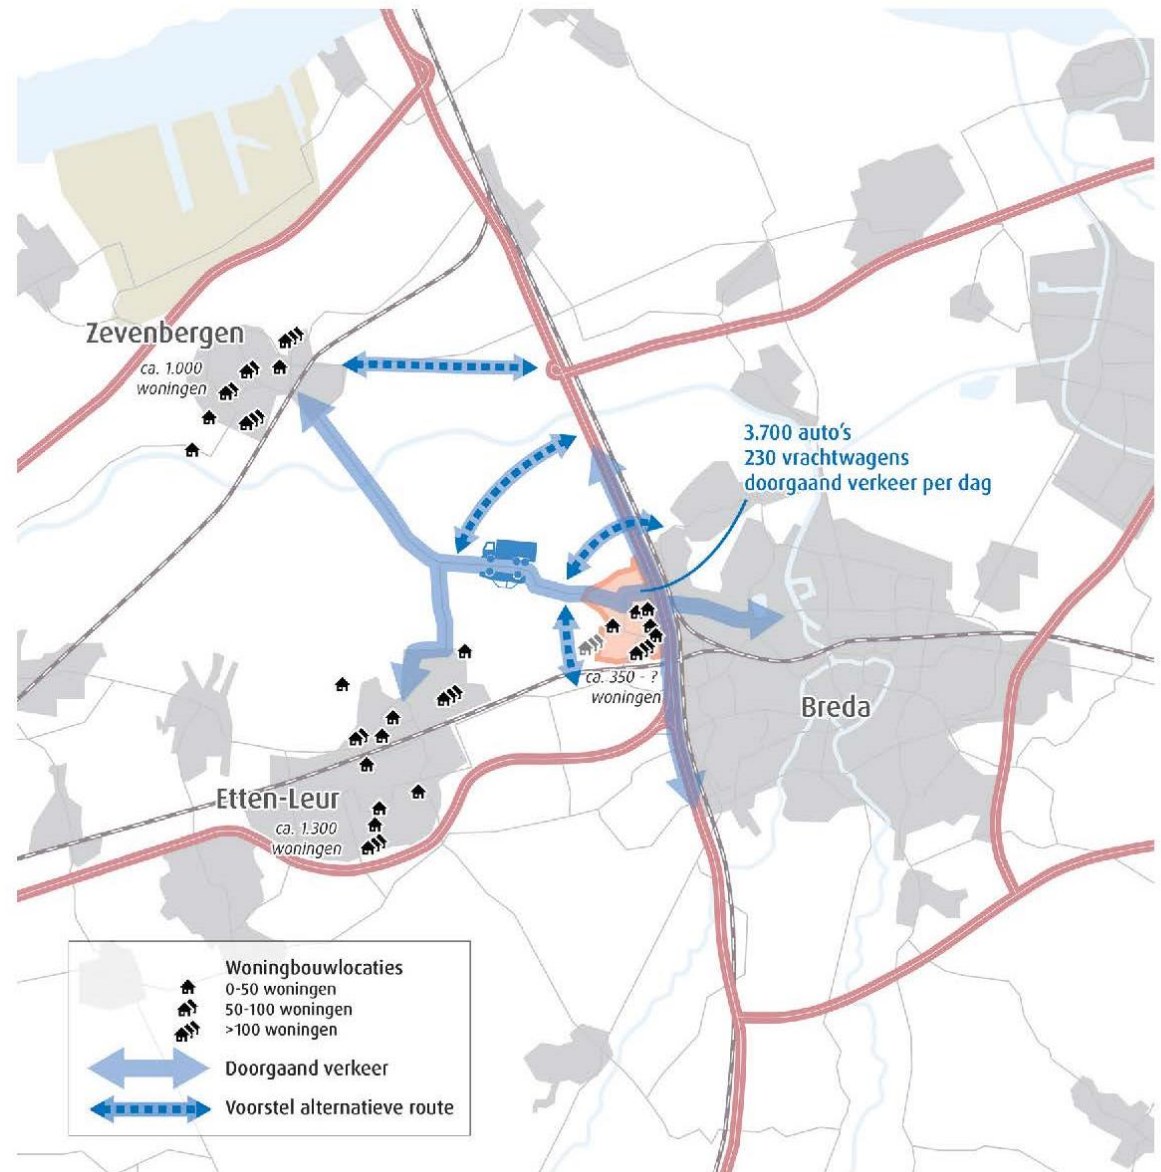 Zevenbergen
ca. 1.000
woningen
3.700 auto's
230 vrachtwagens
doorgaand verkeer per dag
ca. 350 - ?
woningen
Breda
Etten-Leur
ca. 1.300
woningen
Woningbouwlocaties
0-50 woningen
50-100 woningen
>100 woningen
Doorgaand verkeer
Voorstel alternatieve route